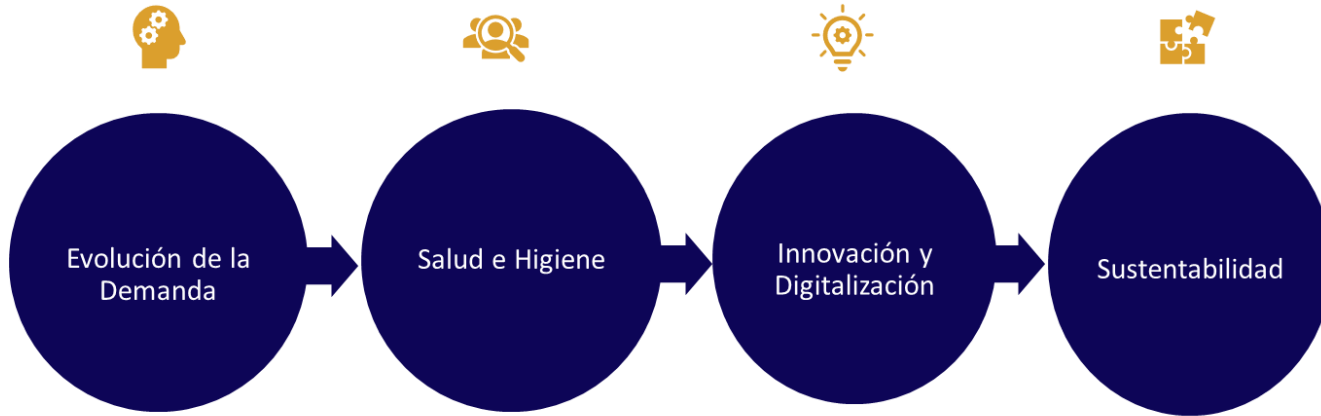 Evolución de la
Demanda
Salud e Higiene
Innovación y
Digitalización
Sustentabilidad